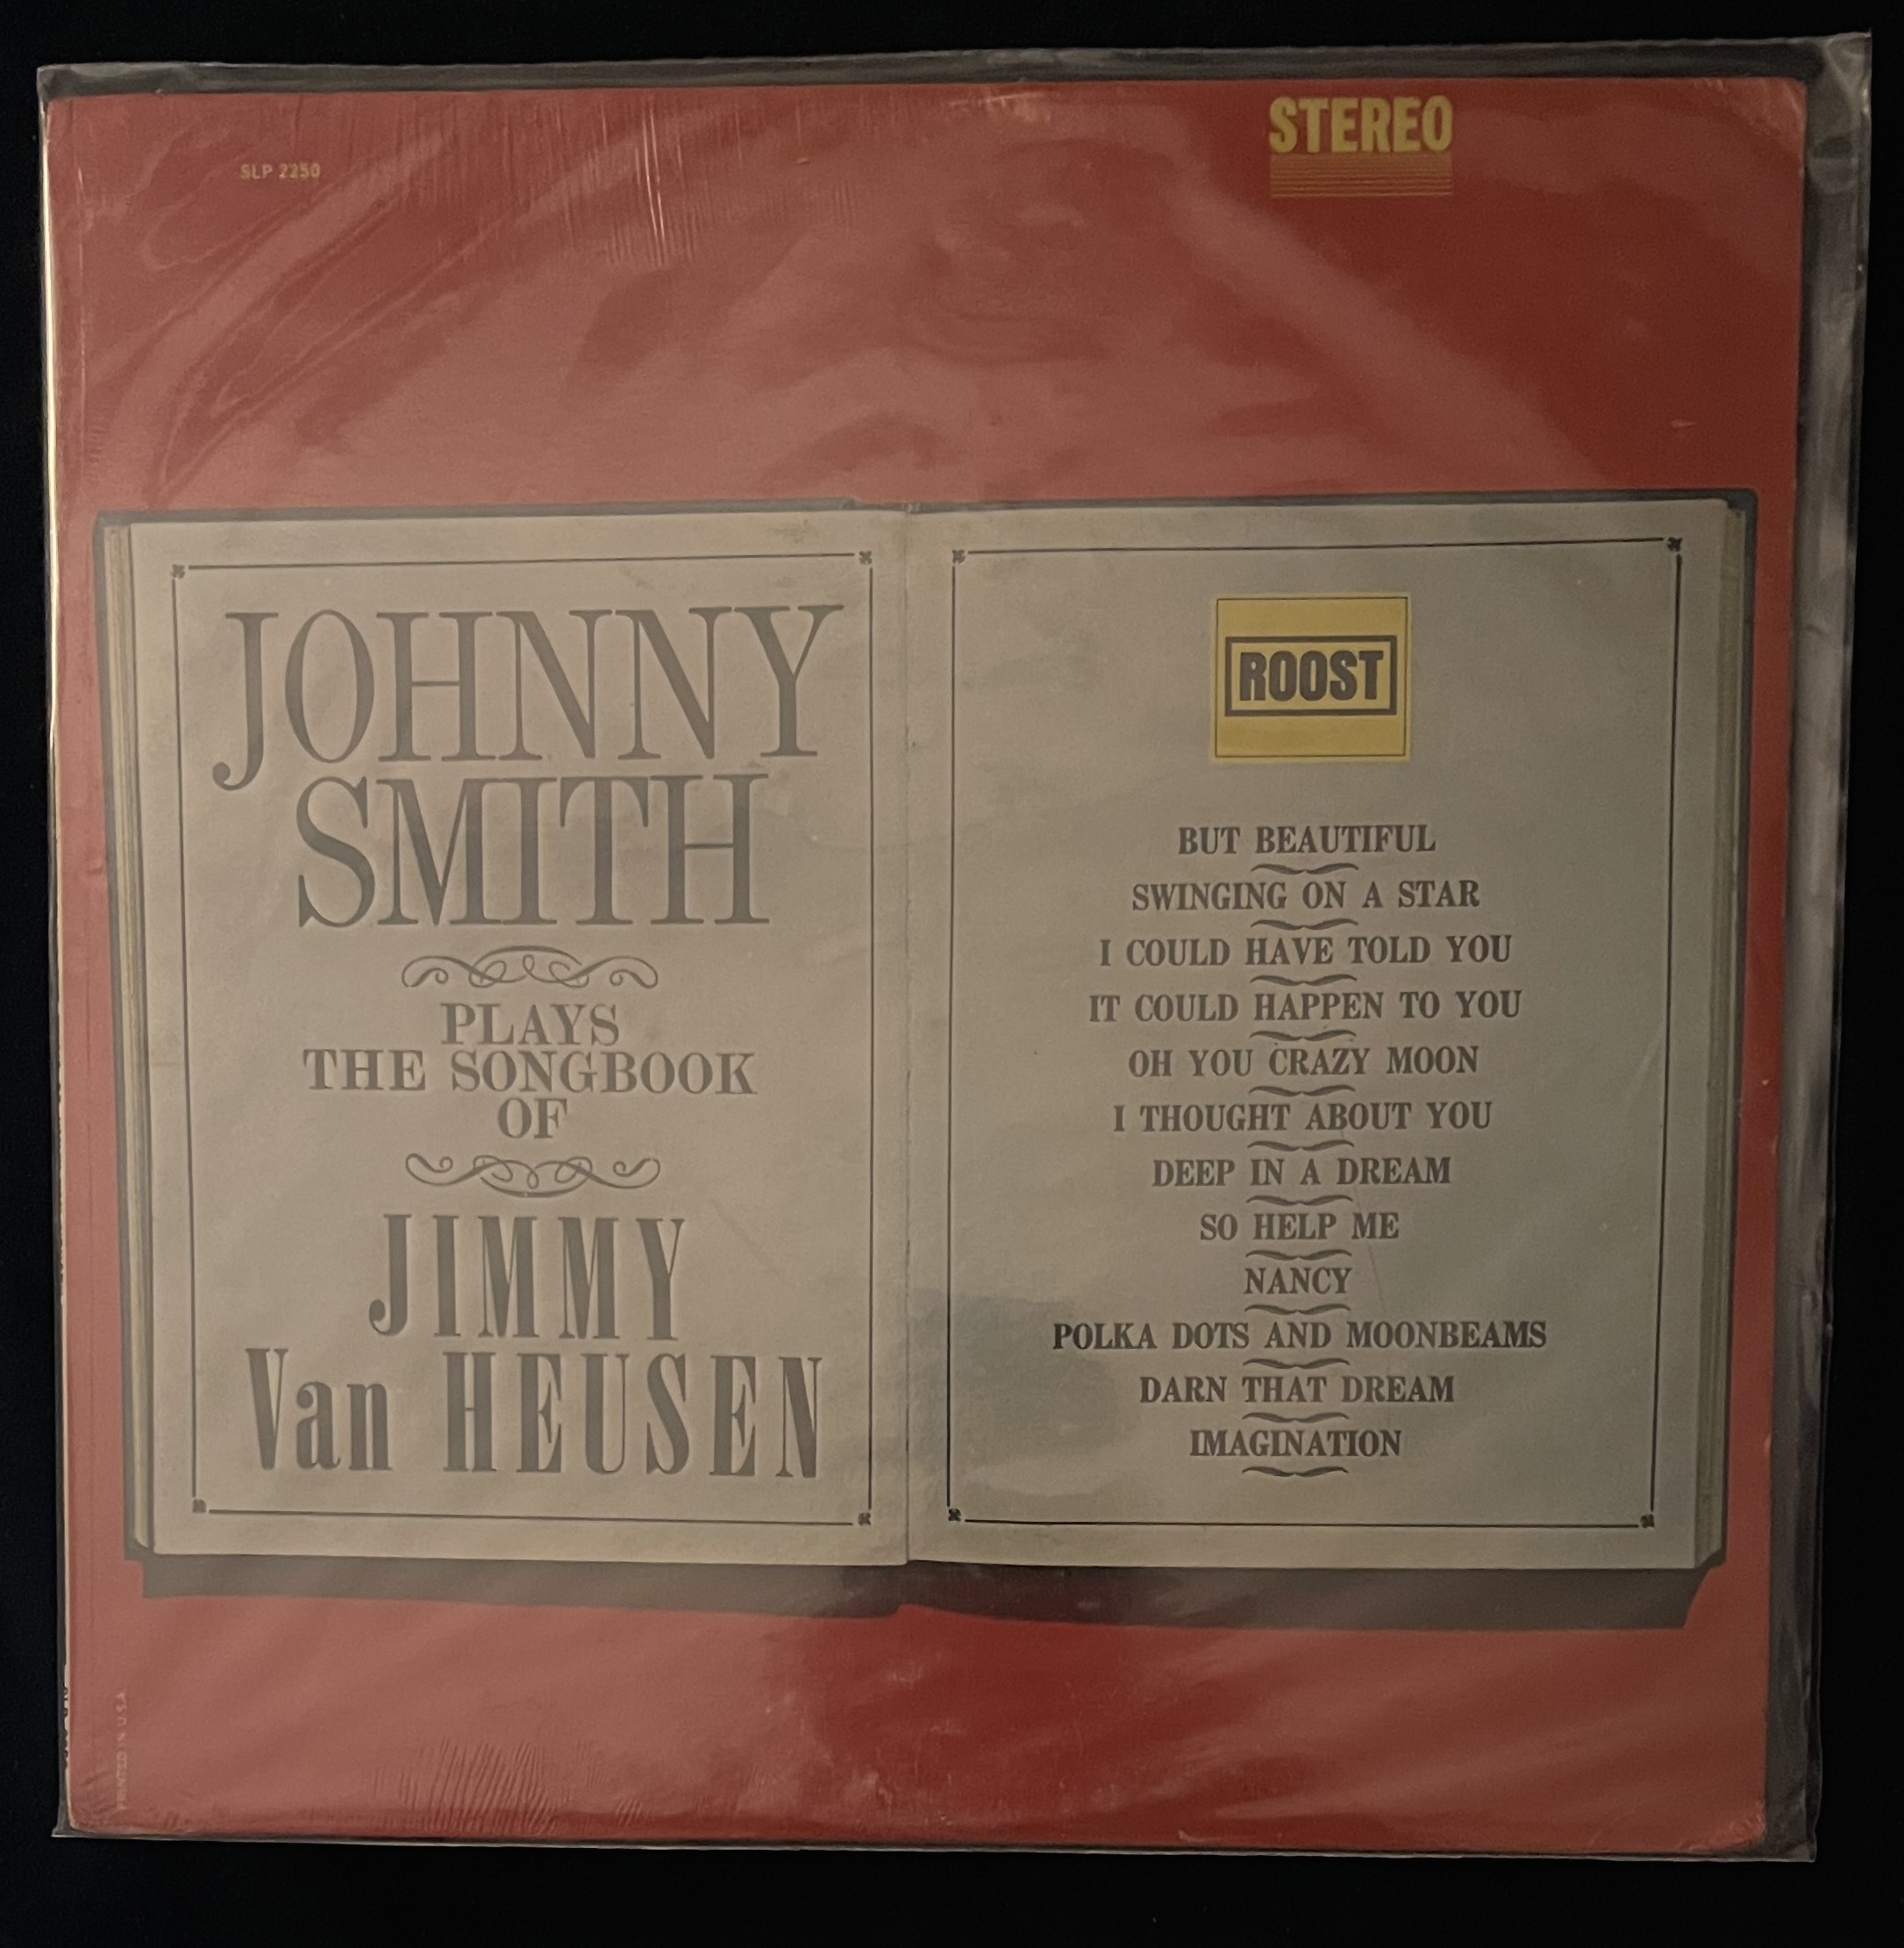 SLP 2250
STEREO
JOHNNY
SMITH
PLAYS
THE SONGBOOK
OF
JIMMY
Van HEUSEN
ROOST
BUT BEAUTIFUL
SWINGING ON A STAR
I COULD HAVE TOLD YOU
IT COULD HAPPEN TO YOU
OH YOU CRAZY MOON
I THOUGHT ABOUT YOU
DEEP IN A DREAM
SO HELP ME
NANCY
POLKA DOTS AND MOONBEAMS
DARN THAT DREAM
IMAGINATION
PRINTED IN U.S.A.